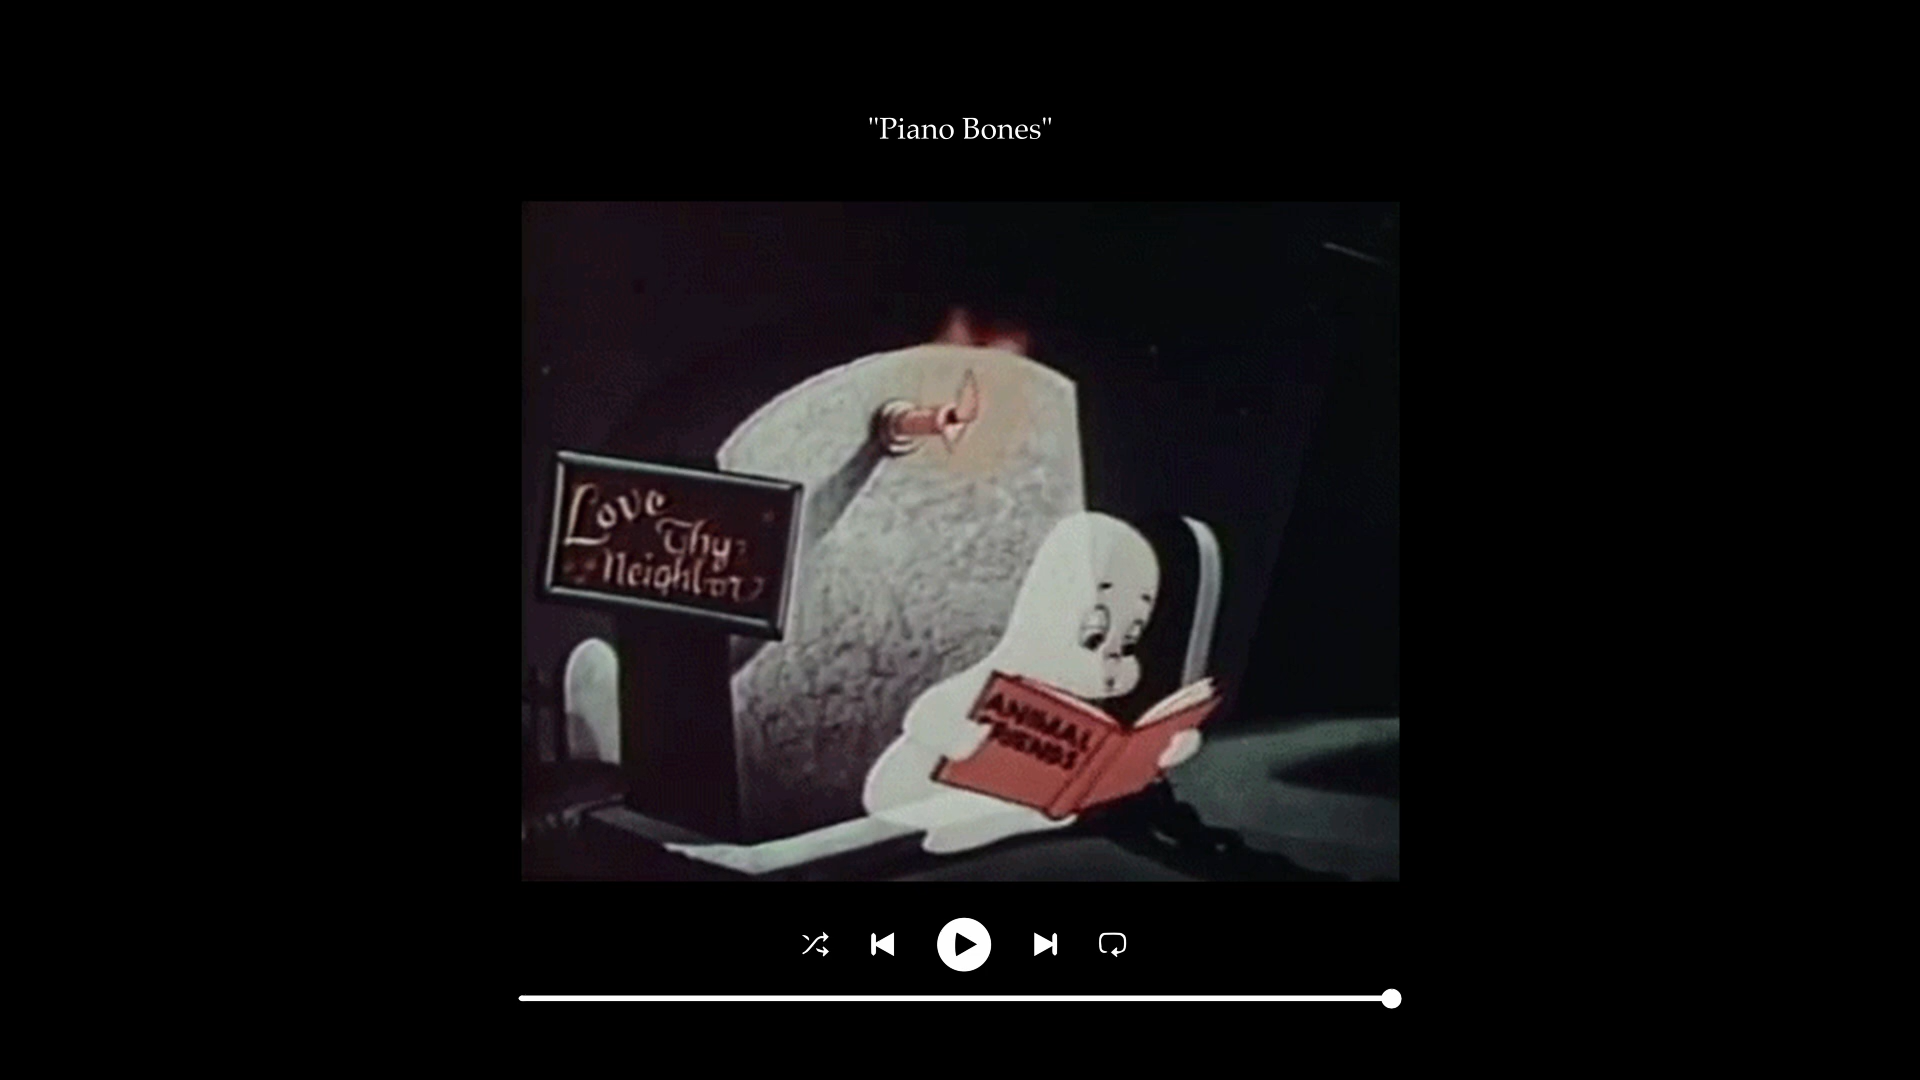 "Piano Bones"
Love
Thy
Neighbor
ANIMAL
FRIENDS